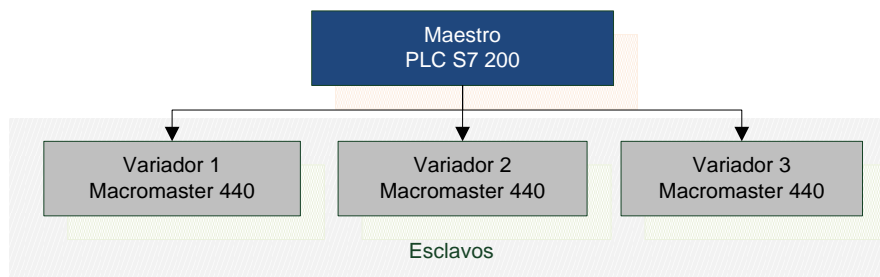 Maestro
PLC S7 200
Variador 1
Macromaster 440
Variador 2
Macromaster 440
Variador 3
Macromaster 440
Esclavos